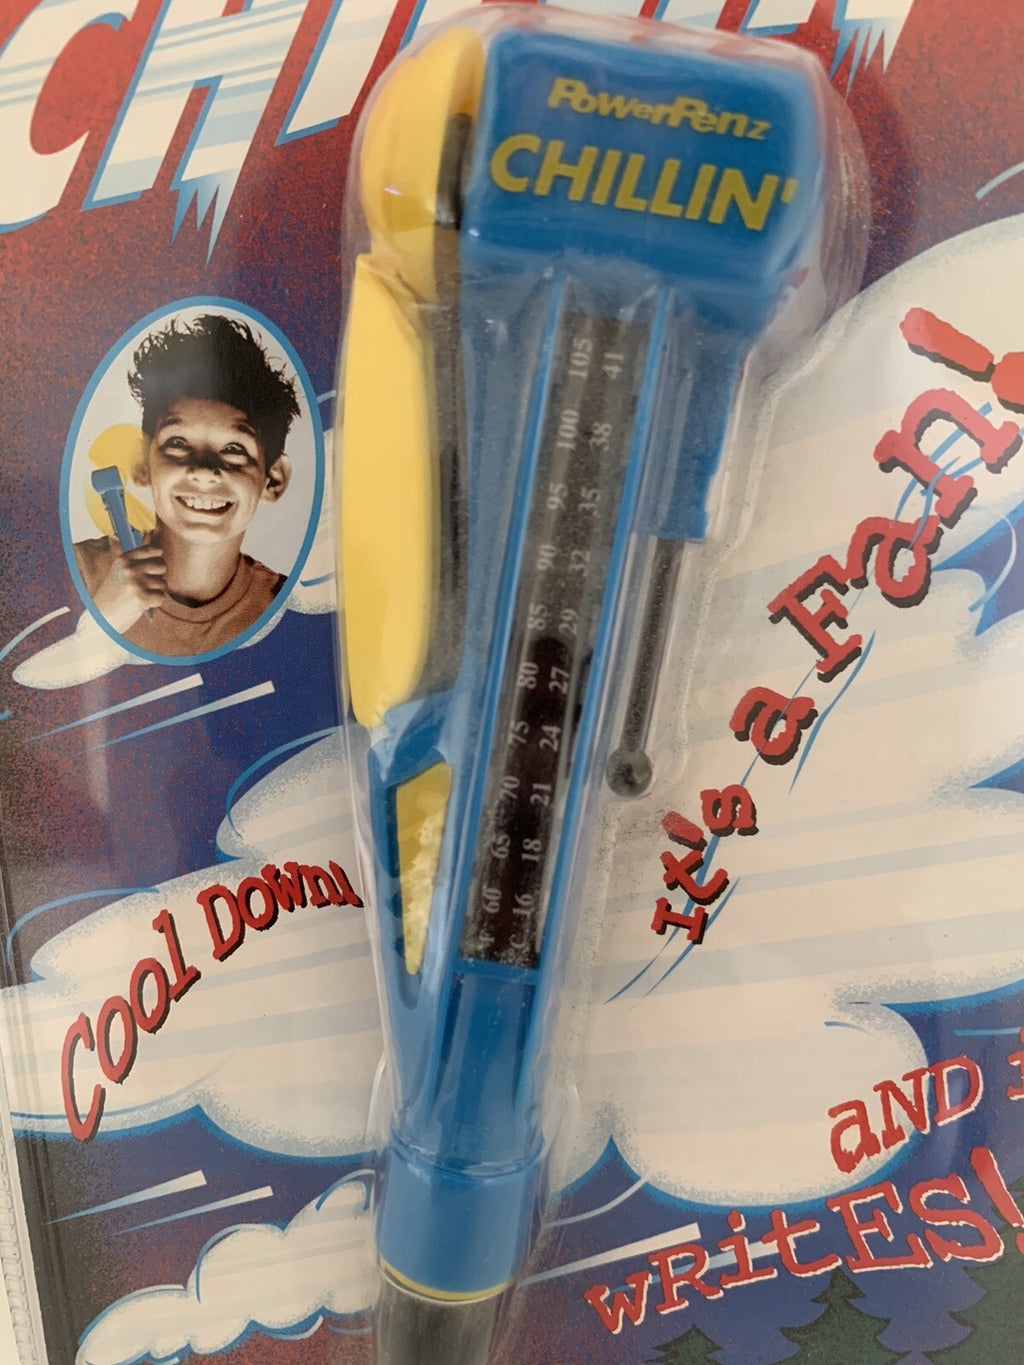 CHILLIN'
PowerPenz
CHILLIN'
105 41
100 38
95 35
90 32
85 29
80 27
75 24
70 21
65 18
60 16
F C
It's a Fan!
Cool Down!
AND
WRITES!